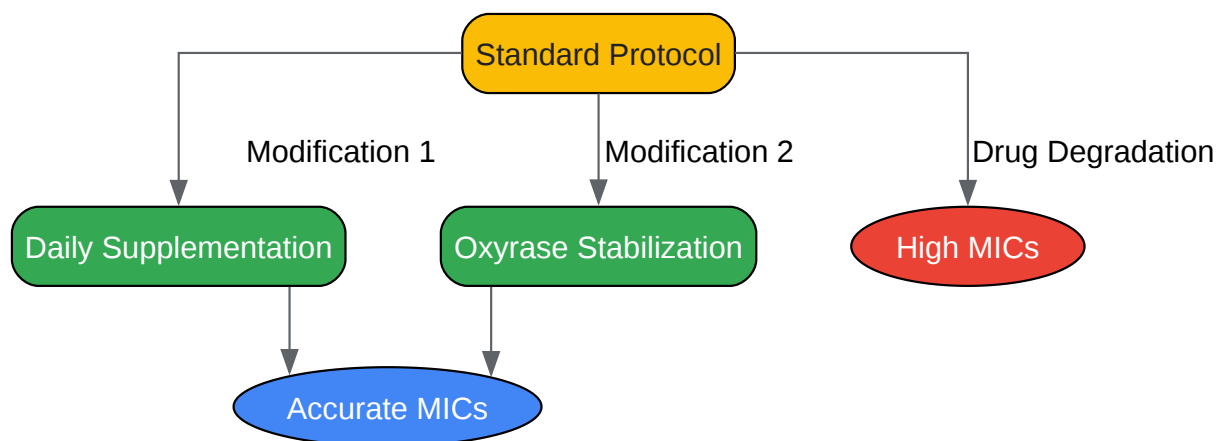 Standard Protocol
Modification 1
Modification 2
Drug Degradation
Daily Supplementation
Oxyrase Stabilization
High MICs
Accurate MICs